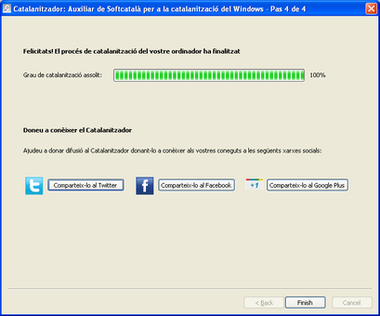 Catalanitzador: Auxiliar de Softcatalà per a la catalanització del Windows - Pas 4 de 4
Felicitats! El procés de catalanització del vostre ordinador ha finalitzat
Grau de catalanització assolit:
100%
Doneu a conèixer el Catalanitzador
Ajudeu a donar difusió al Catalanitzador donant-lo a conèixer als vostres coneguts a les següents xarxes socials:
Comparteix-lo al Twitter
Comparteix-lo al Facebook
+1
Comparteix-lo al Google Plus
< Back
Finish
Cancel